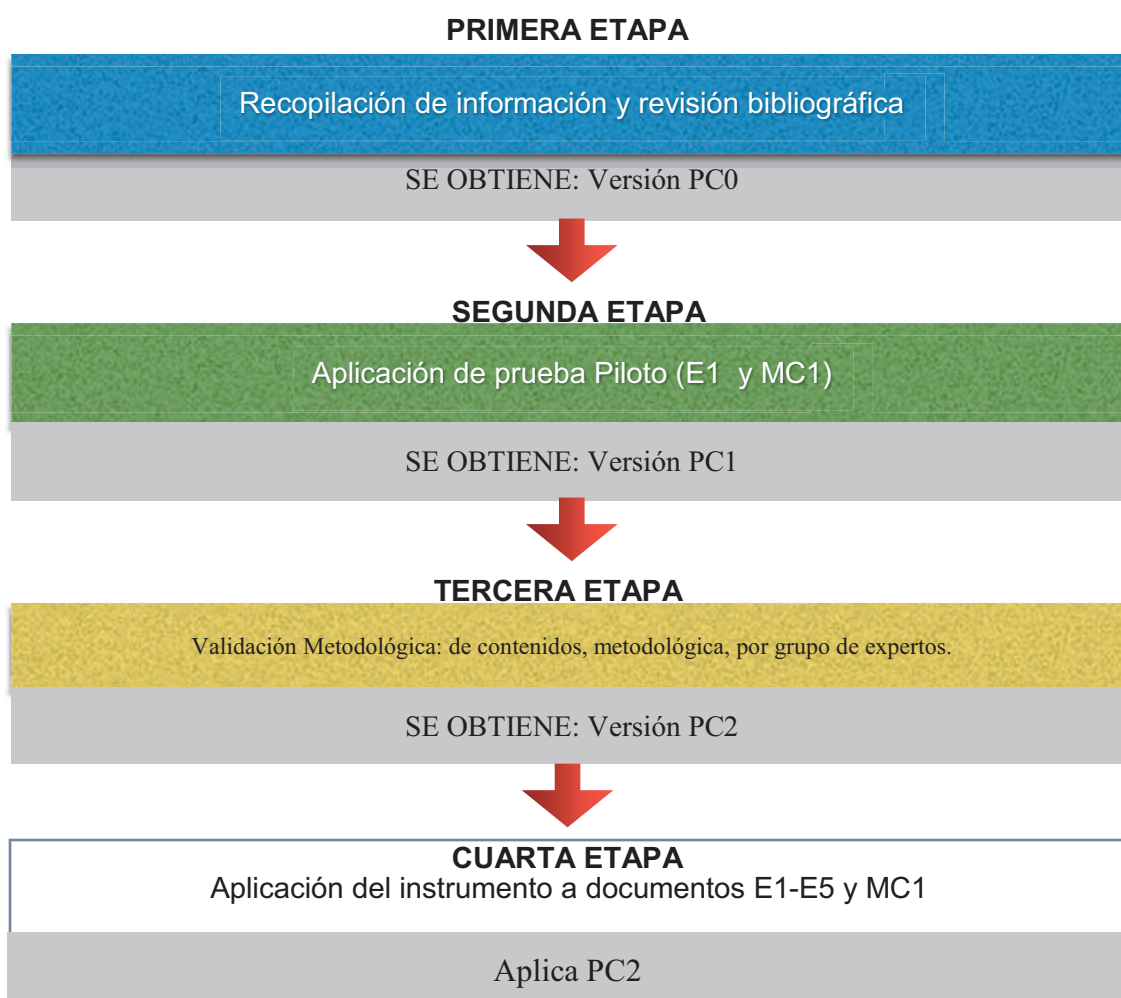 PRIMERA ETAPA
Recopilación de información y revisión bibliográfica
SE OBTIENE: Versión PC0
SEGUNDA ETAPA
Aplicación de prueba Piloto (E1 y MC1)
SE OBTIENE: Versión PC1
TERCERA ETAPA
Validación Metodológica: de contenidos, metodológica, por grupo de expertos.
SE OBTIENE: Versión PC2
CUARTA ETAPA
Aplicación del instrumento a documentos E1-E5 y MC1
Aplica PC2